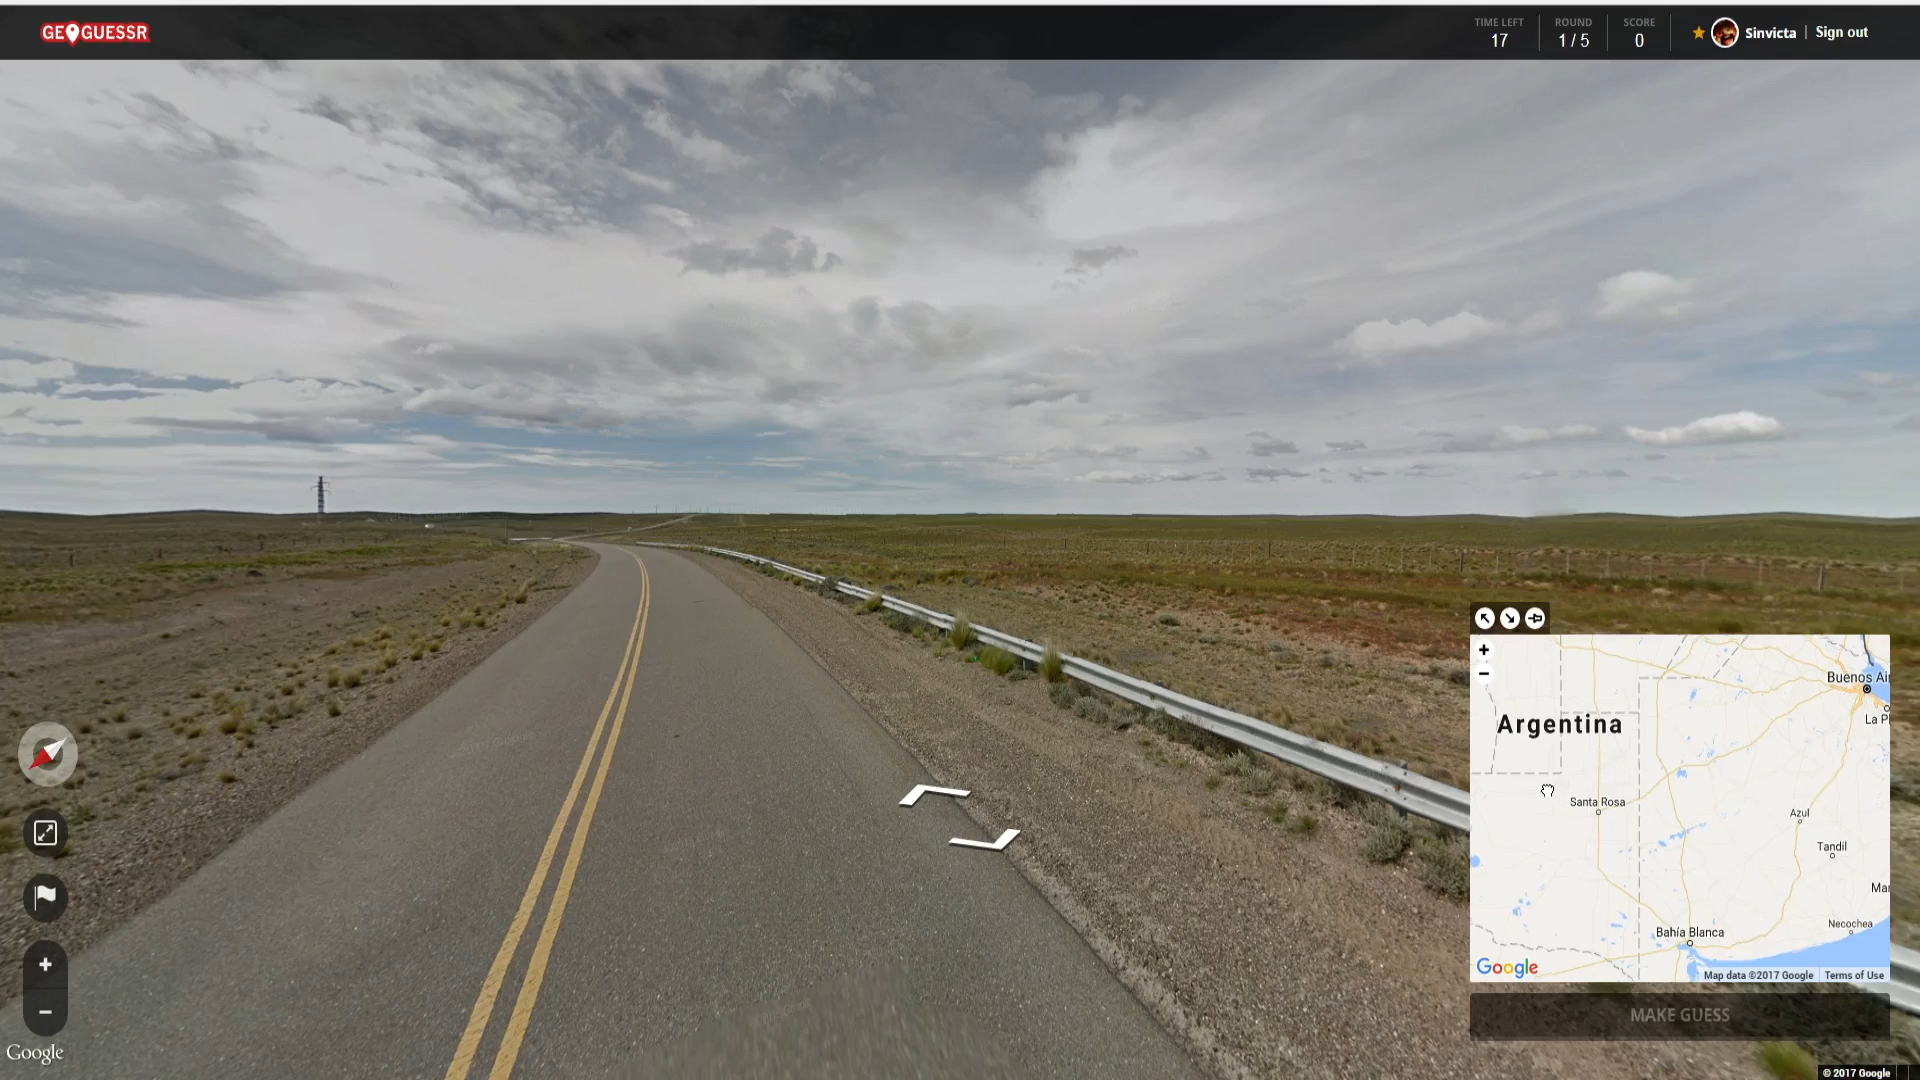 GEOGUESSR
TIME LEFT
17
ROUND
1 / 5
SCORE
0
Sinvicta
Sign out
Argentina
Buenos Ai
La Pl
Santa Rosa
Azul
Tandil
Mar
Necochea
Bahía Blanca
Google
Map data ©2017 Google
Terms of Use
MAKE GUESS
Google
© 2017 Google